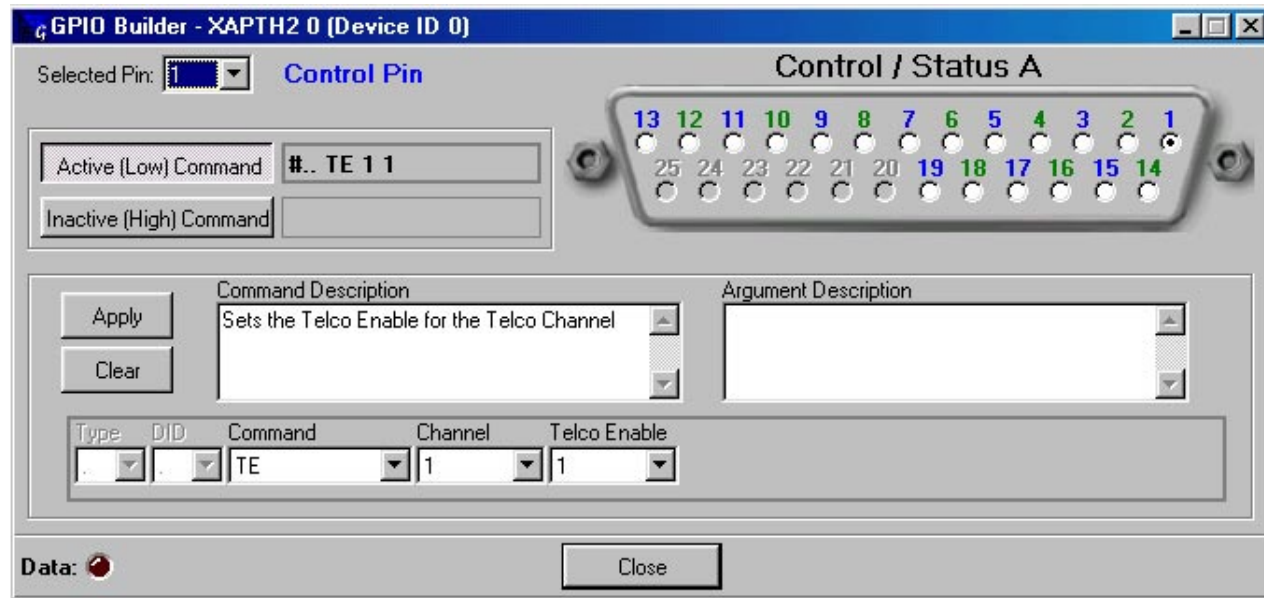 GPIO Builder - XAPTH2 0 (Device ID 0)
Selected Pin: 1 Control Pin
Control / Status A
13 12 11 10 9 8 7 6 5 4 3 2 1
25 24 23 22 21 20 19 18 17 16 15 14
Active (Low) Command #.. TE 1 1
Inactive (High) Command
Apply
Clear
Command Description
Sets the Telco Enable for the Telco Channel
Argument Description
Type DID Command Channel Telco Enable
. . TE 1 1
Data:
Close